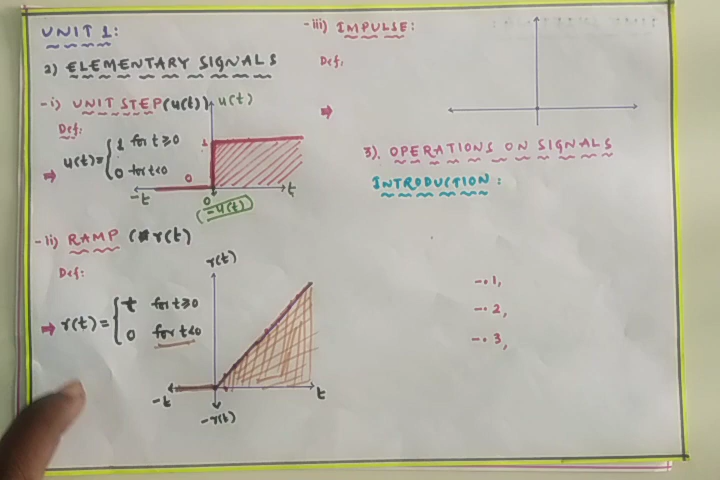 UNIT 1:
2) ELEMENTARY SIGNALS
-i) UNIT STEP (u(t))
u(t)
Def:
u(t)= { 1 for t≥0
0 for t<0
1
0
-t
t
0
-u(t)
-ii) RAMP ( r(t)
r(t)
Def:
r(t)= { t for t≥0
0 for t<0
-t
t
-r(t)
-iii) IMPULSE:
Def,
3). OPERATIONS ON SIGNALS
INTRODUCTION:
-. 1,
-. 2,
-. 3,